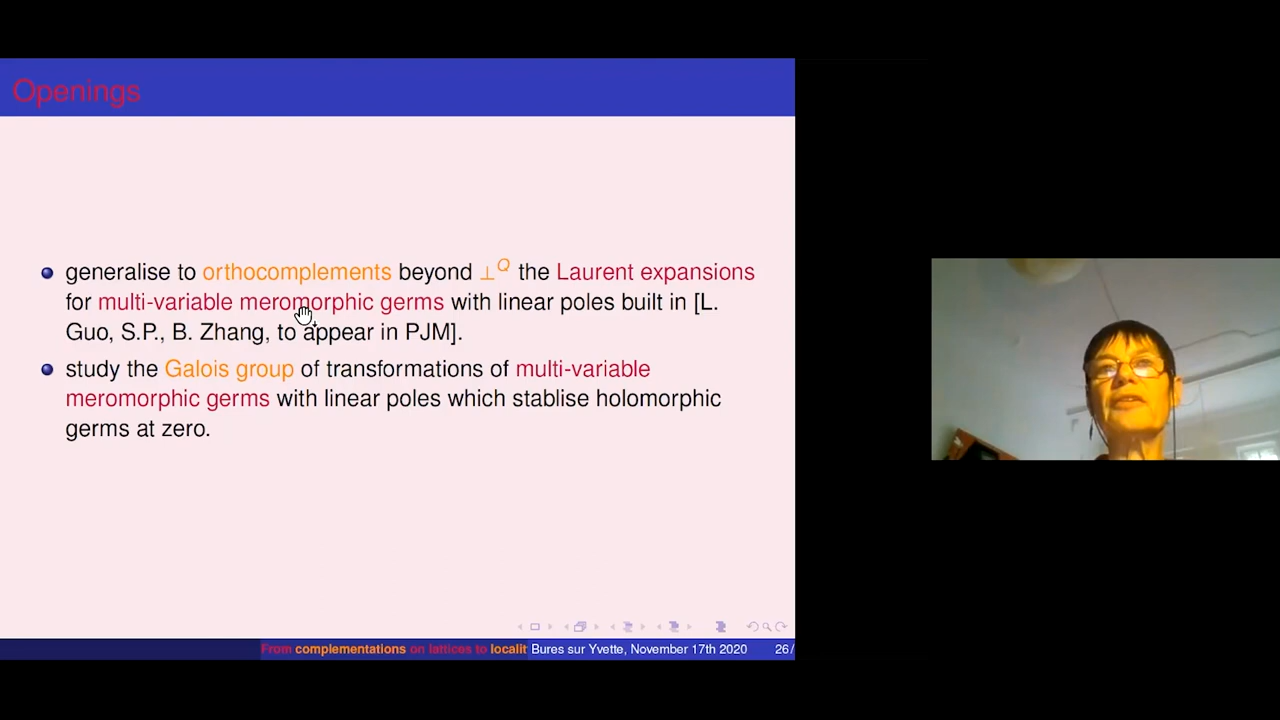 Openings
generalise to orthocomplements beyond ⊥Q the Laurent expansions
for multi-variable meromorphic germs with linear poles built in [L.
Guo, S.P., B. Zhang, to appear in PJM].
study the Galois group of transformations of multi-variable
meromorphic germs with linear poles which stablise holomorphic
germs at zero.
From complementations on lattices to localit Bures sur Yvette, November 17th 2020 26/